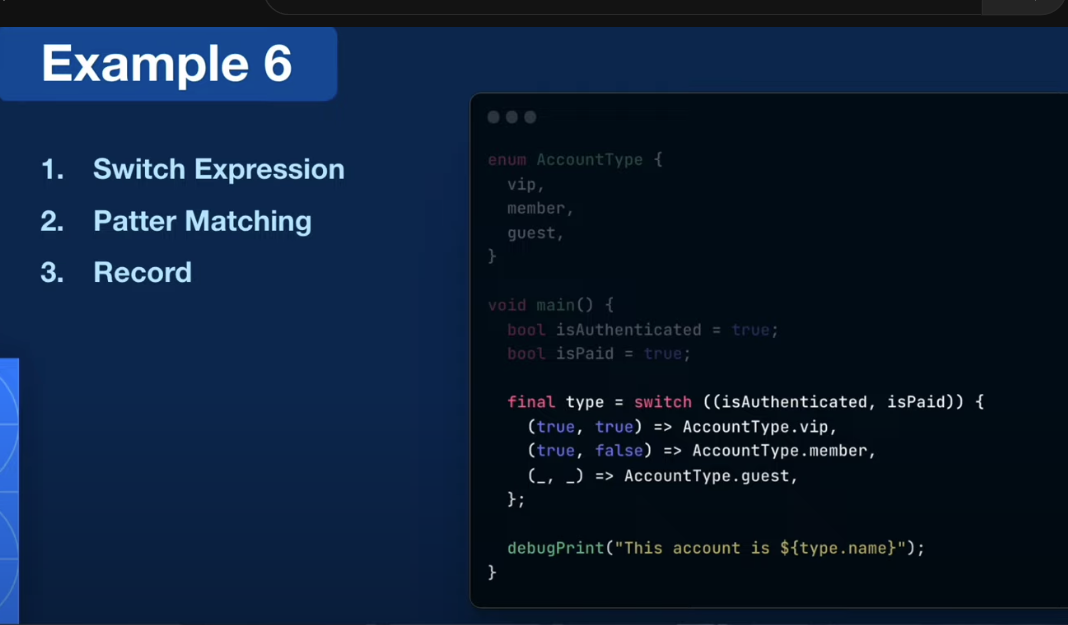 Example 6
1. Switch Expression
2. Patter Matching
3. Record
enum AccountType {
  vip,
  member,
  guest,
}

void main() {
  bool isAuthenticated = true;
  bool isPaid = true;

  final type = switch ((isAuthenticated, isPaid)) {
    (true, true) => AccountType.vip,
    (true, false) => AccountType.member,
    (_, _) => AccountType.guest,
  };

  debugPrint("This account is ${type.name}");
}